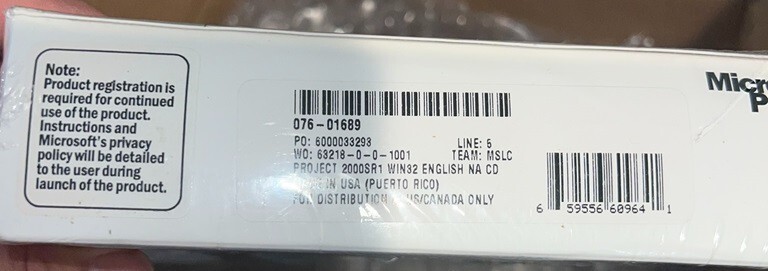 Note:
Product registration is
required for continued
use of the product.
Instructions and
Microsoft's privacy
policy will be detailed
to the user during
launch of the product.
076-01689
PO: 6000033293 LINE: 6
WO: 63218-0-0-1001 TEAM: MSLC
PROJECT 2000SR1 WIN32 ENGLISH NA CD
IN USA (PUERTO RICO)
FOR DISTRIBUTION US/CANADA ONLY
6 59556 60964 1
Micr
P